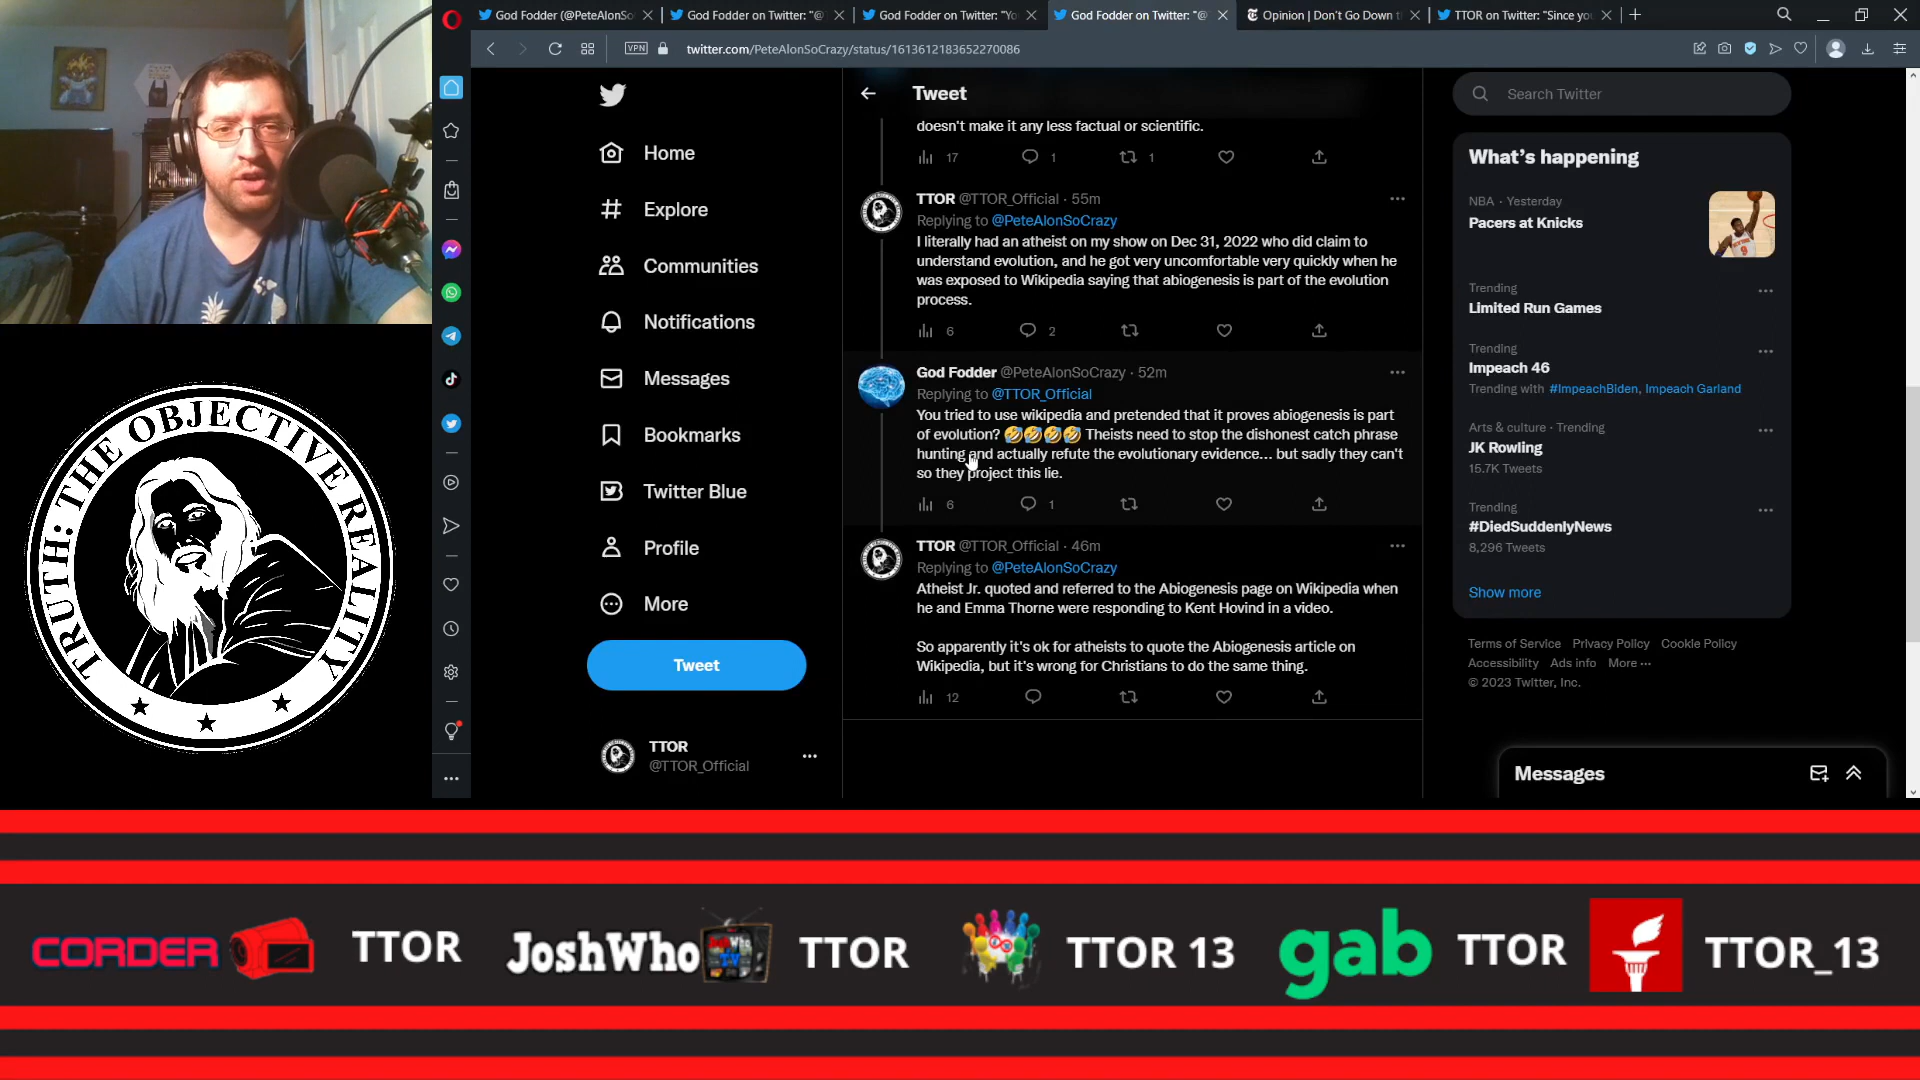 God Fodder (@PeteAlonSo
God Fodder on Twitter: "@
God Fodder on Twitter: "Yo
God Fodder on Twitter: "@
Opinion | Don't Go Down t
TTOR on Twitter: "Since yo
VPN
twitter.com/PeteAlonSoCrazy/status/1613612183652270086
Home
Explore
Communities
Notifications
Messages
Bookmarks
Twitter Blue
Profile
More
Tweet
TTOR
@TTOR_Official
Tweet
doesn't make it any less factual or scientific.
17 1 1
TTOR @TTOR_Official · 55m
Replying to @PeteAlonSoCrazy
I literally had an atheist on my show on Dec 31, 2022 who did claim to
understand evolution, and he got very uncomfortable very quickly when he
was exposed to Wikipedia saying that abiogenesis is part of the evolution
process.
6 2
God Fodder @PeteAlonSoCrazy · 52m
Replying to @TTOR_Official
You tried to use wikipedia and pretended that it proves abiogenesis is part
of evolution? 🤣🤣🤣🤣 Theists need to stop the dishonest catch phrase
hunting and actually refute the evolutionary evidence... but sadly they can't
so they project this lie.
6 1
TTOR @TTOR_Official · 46m
Replying to @PeteAlonSoCrazy
Atheist Jr. quoted and referred to the Abiogenesis page on Wikipedia when
he and Emma Thorne were responding to Kent Hovind in a video.
So apparently it's ok for atheists to quote the Abiogenesis article on
Wikipedia, but it's wrong for Christians to do the same thing.
12
Search Twitter
What's happening
NBA · Yesterday
Pacers at Knicks
Trending
Limited Run Games
Trending
Impeach 46
Trending with #ImpeachBiden, Impeach Garland
Arts & culture · Trending
JK Rowling
15.7K Tweets
Trending
#DiedSuddenlyNews
8,296 Tweets
Show more
Terms of Service Privacy Policy Cookie Policy
Accessibility Ads info More ···
© 2023 Twitter, Inc.
Messages
TRUTH: THE OBJECTIVE REALITY
CORDER TTOR JoshWho TTOR TTOR 13 gab TTOR TTOR_13